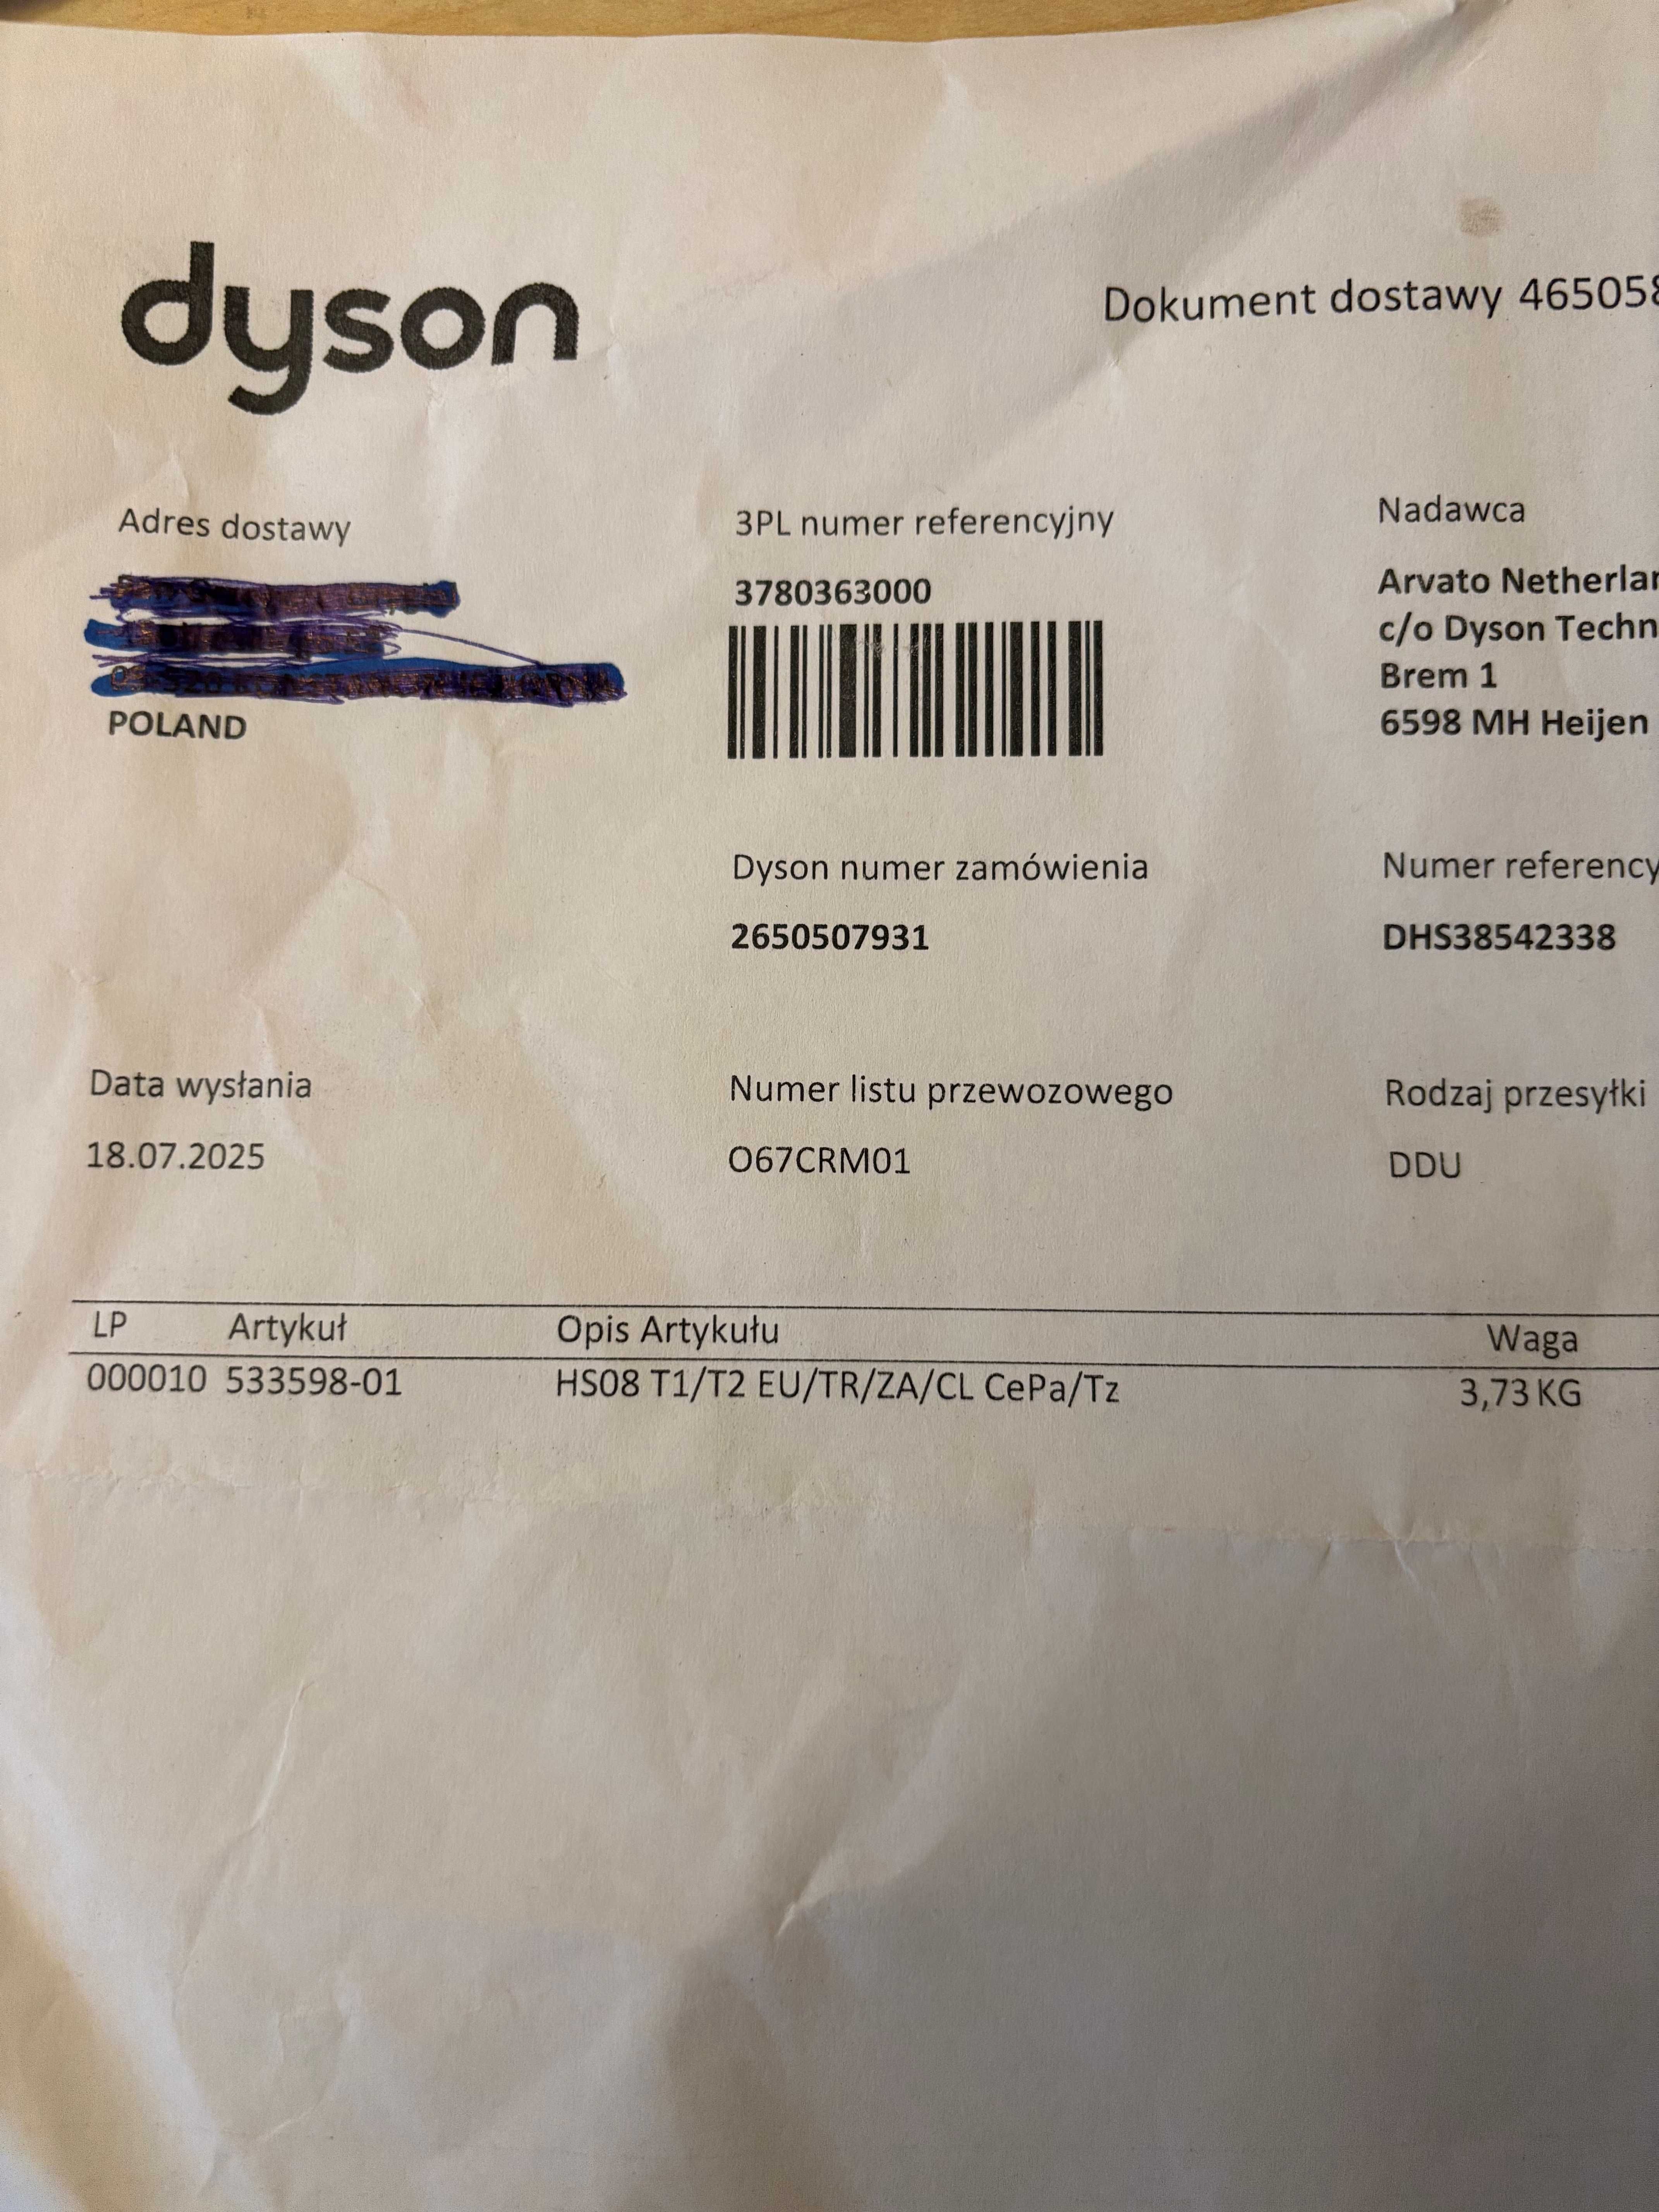 dyson
Dokument dostawy 465058
Adres dostawy
POLAND
3PL numer referencyjny
3780363000
Nadawca
Arvato Netherlan
c/o Dyson Techn
Brem 1
6598 MH Heijen
Dyson numer zamówienia
2650507931
Numer referency
DHS38542338
Data wysłania
18.07.2025
Numer listu przewozowego
O67CRM01
Rodzaj przesyłki
DDU
LP Artykuł Opis Artykułu Waga
000010 533598-01 HS08 T1/T2 EU/TR/ZA/CL CePa/Tz 3,73 KG